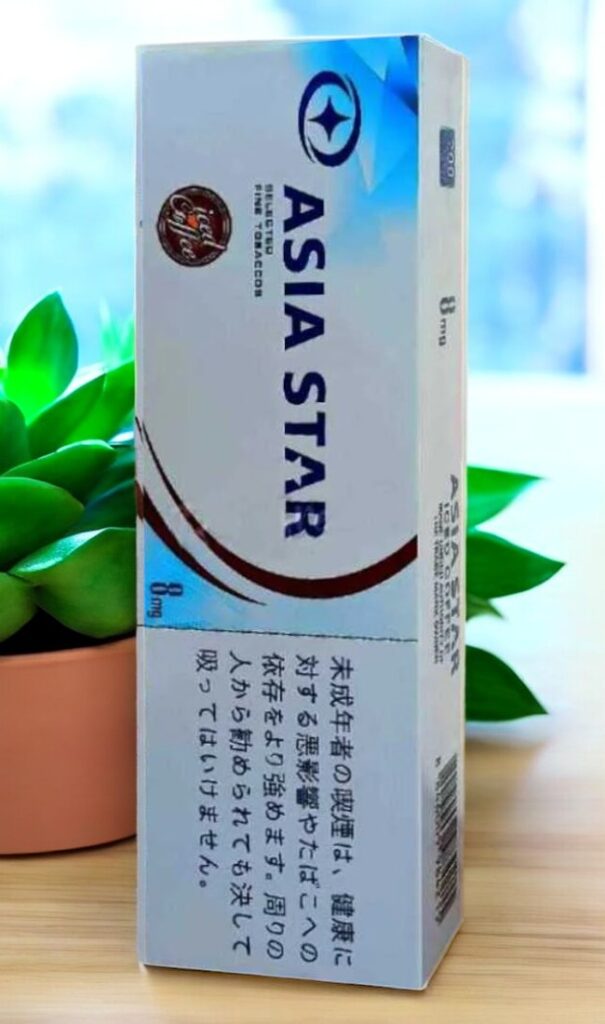 ASIA STAR
SELECTED
FINE TOBACCOS
iced
Coffee
8mg
未成年者の喫煙は、健康に
対する悪影響やたばこへの
依存をより強めます。周りの
人から勧められても決して
吸ってはいけません。
8mg
ASIA STAR
ICED COFFEE